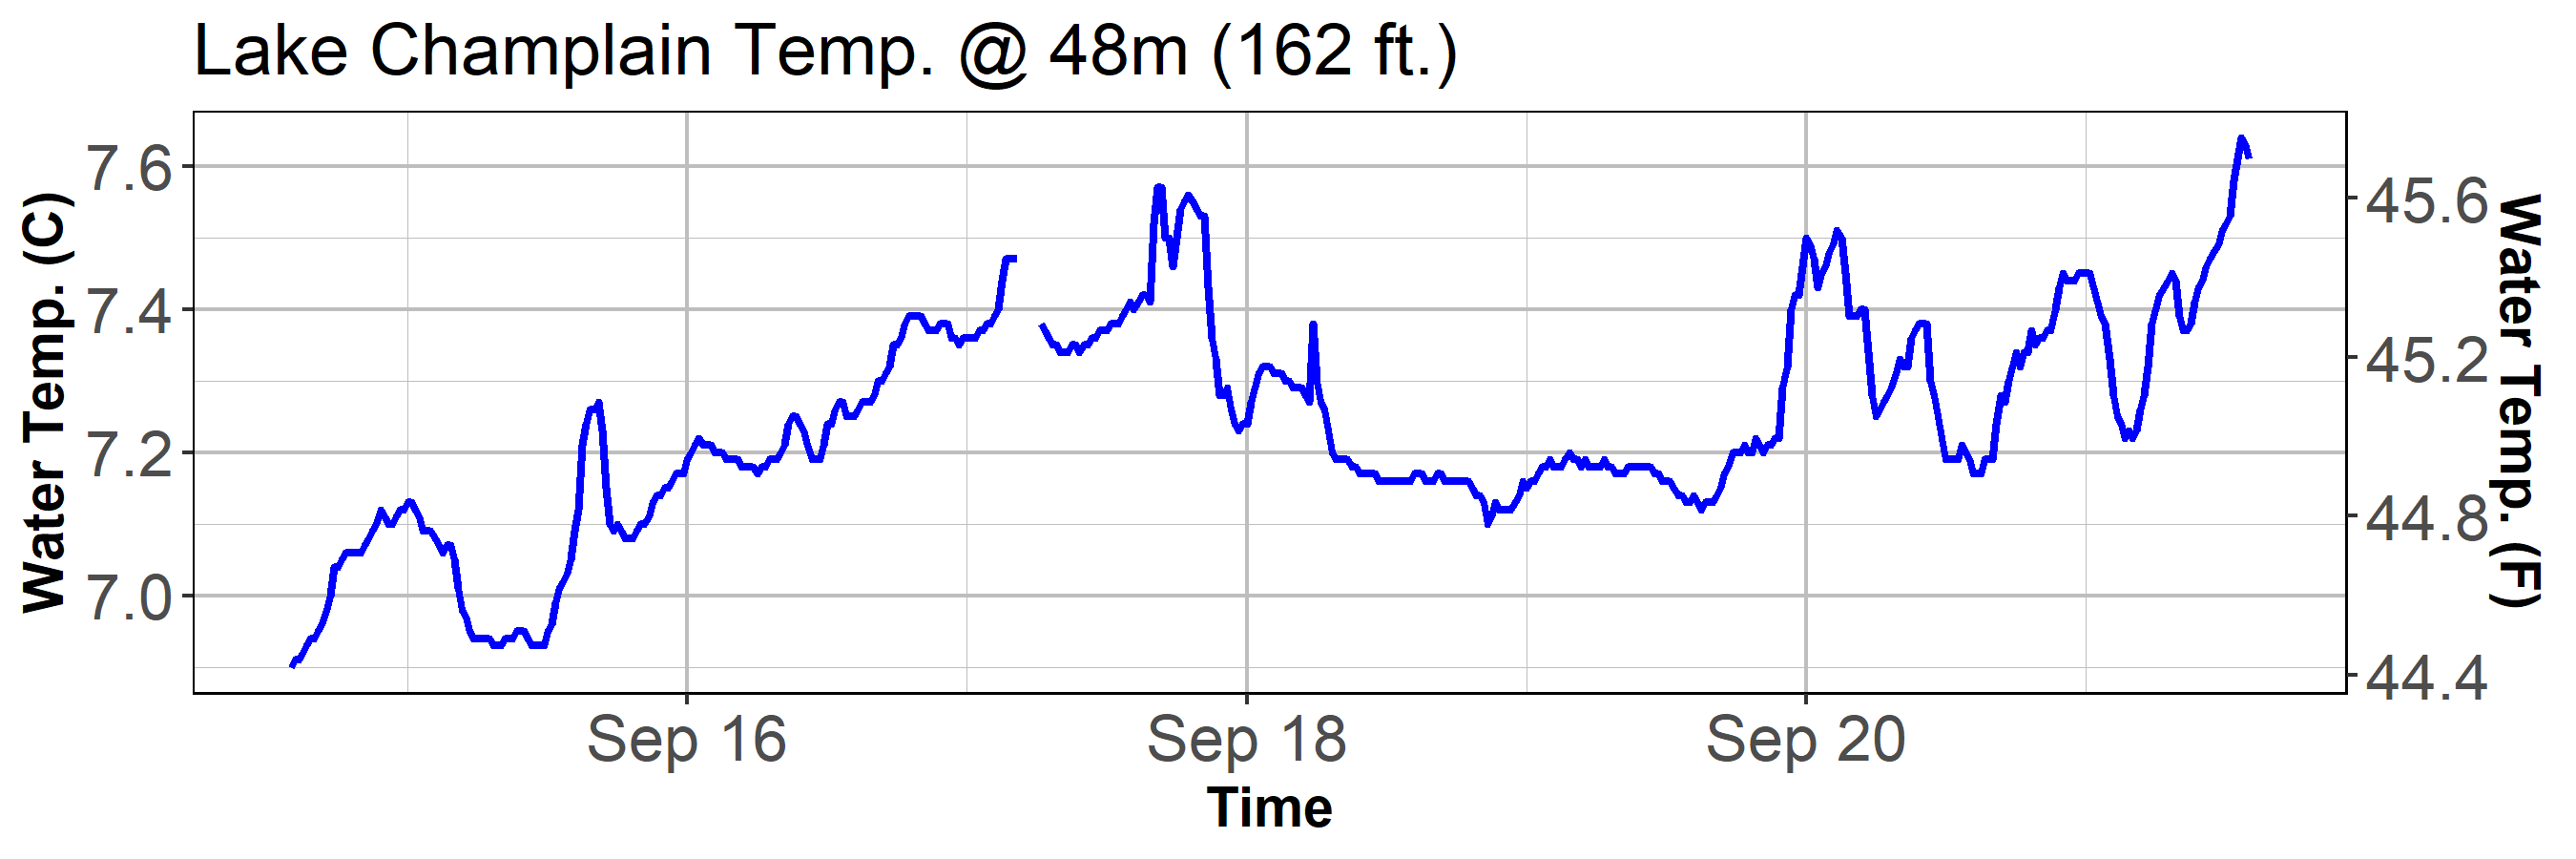 Lake Champlain Temp. @ 48m (162 ft.)
Water Temp. (C)
7.6
7.4
7.2
7.0
45.6
45.2
44.8
44.4
Water Temp. (F)
Sep 16
Sep 18
Sep 20
Time